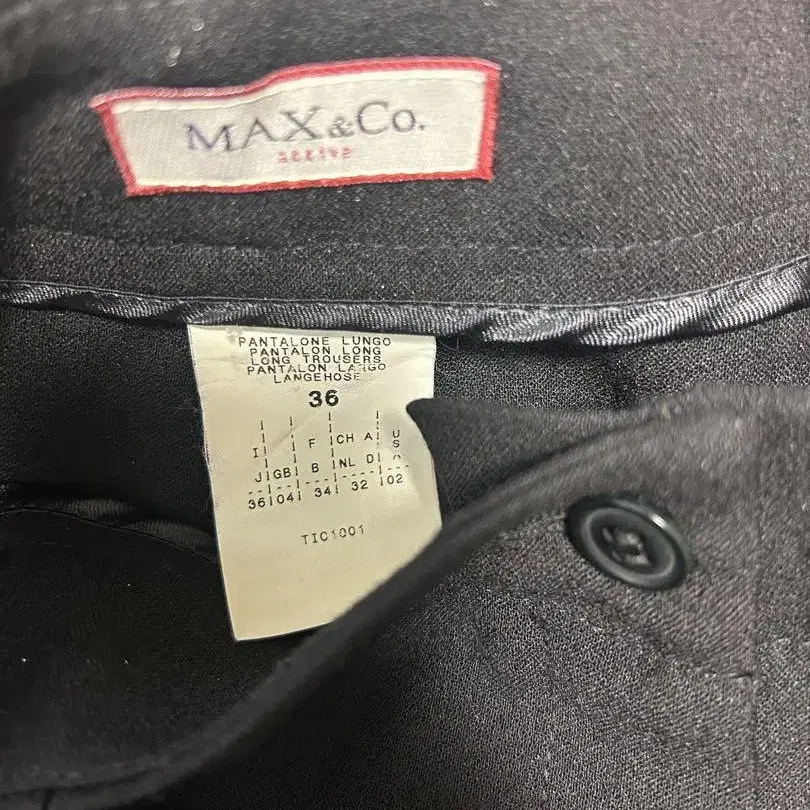 MAX&Co.
active
PANTALONE LUNGO
PANTALON LONG
LONG TROUSERS
PANTALON LARGO
LANGEHOSE
36
I F CH A US
J GB B NL D
36 04 34 32 02
TIC1001